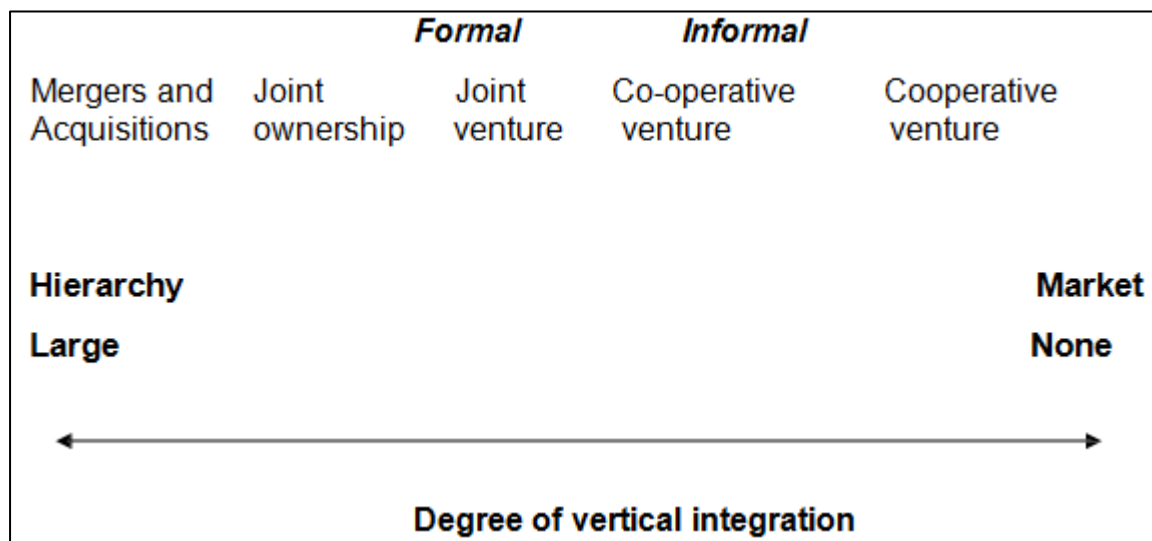 Formal Informal
Mergers and Joint Joint Co-operative Cooperative
Acquisitions ownership venture venture venture
Hierarchy Market
Large None
Degree of vertical integration